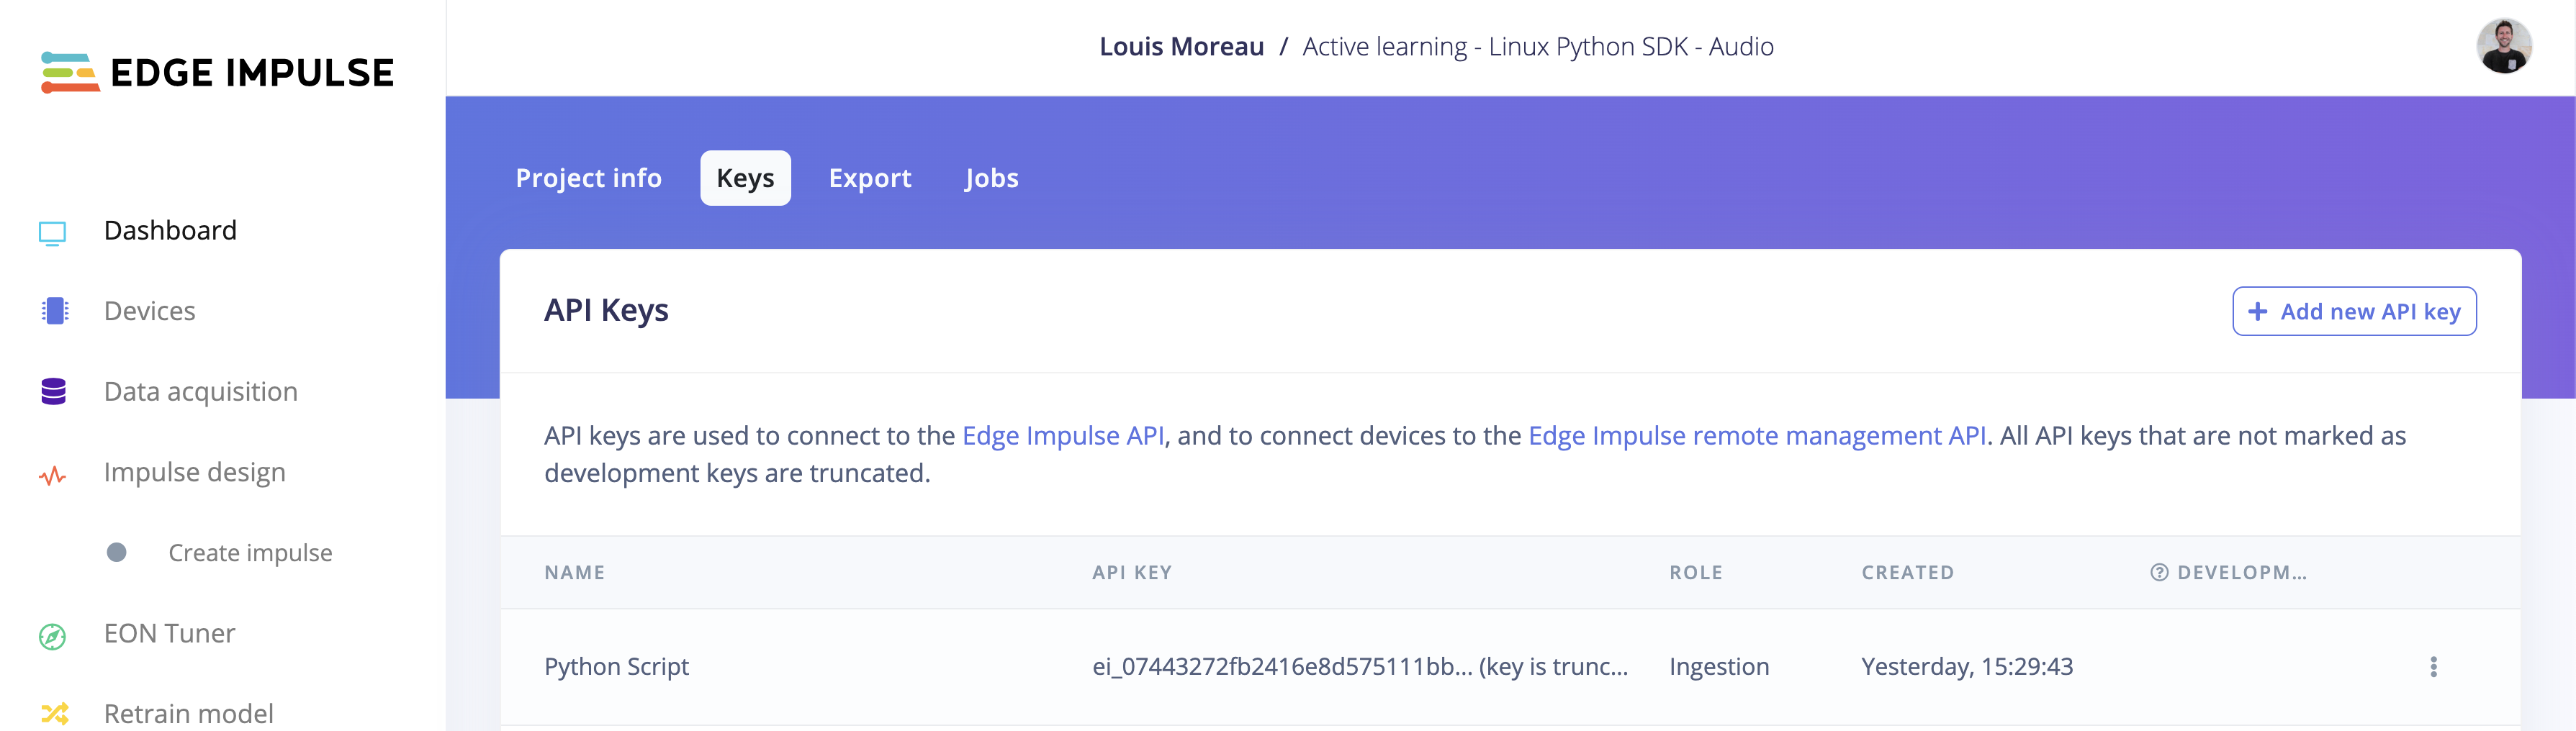 EDGE IMPULSE
Louis Moreau / Active learning - Linux Python SDK - Audio
Dashboard
Devices
Data acquisition
Impulse design
Create impulse
EON Tuner
Retrain model
Project info
Keys
Export
Jobs
API Keys
Add new API key
API keys are used to connect to the Edge Impulse API, and to connect devices to the Edge Impulse remote management API. All API keys that are not marked as
development keys are truncated.
NAME API KEY ROLE CREATED DEVELOPM...
Python Script ei_07443272fb2416e8d575111bb... (key is trunc... Ingestion Yesterday, 15:29:43